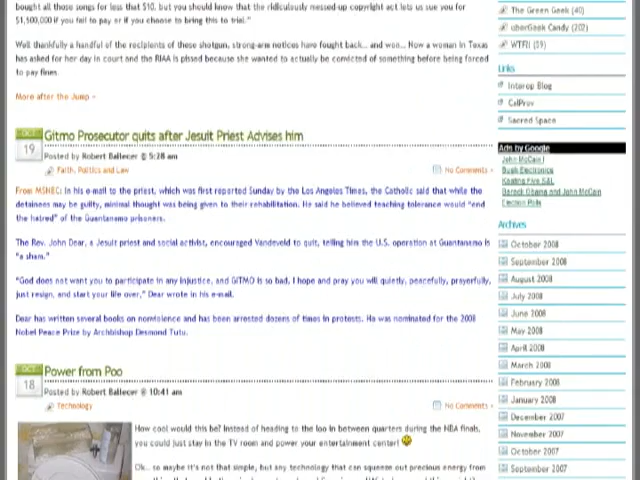 bought all those songs for less that $10, but you should know that the ridiculously messed-up copyright act lets us sue you for
$1,500,000 if you fail to pay or if you choose to bring this to trial."
Well thankfully a handful of the recipients of these shotgun, strong-arm notices have fought back... and won... Now a woman in Texas
has asked for her day in court and the RIAA is pissed because she wanted to actually be convicted of something before being forced
to pay fines.
More after the Jump »
OCT
19
Gitmo Prosecutor quits after Jesuit Priest Advises him
Posted by Robert Ballecer @ 5:28 am
Faith, Politics and Law
No Comments »
From MSNBC: In his e-mail to the priest, which was first reported Sunday by the Los Angeles Times, the Catholic said that while the
detainees may be guilty, minimal thought was being given to their rehabilitation. He said he believed teaching tolerance would "end
the hatred" of the Guantanamo prisoners.
The Rev. John Dear, a Jesuit priest and social activist, encouraged Vandeveld to quit, telling him the U.S. operation at Guantanamo is
"a sham."
"God does not want you to participate in any injustice, and GITMO is so bad, I hope and pray you will quietly, peacefully, prayerfully,
just resign, and start your life over," Dear wrote in his e-mail.
Dear has written several books on nonviolence and has been arrested dozens of times in protests. He was nominated for the 2008
Nobel Peace Prize by Archbishop Desmond Tutu.
OCT
18
Power from Poo
Posted by Robert Ballecer @ 10:41 am
Technology
No Comments »
How cool would this be? Instead of heading to the loo in between quarters during the NBA finals,
you could just stay in the TV room and power your entertainment center!
Ok... so maybe it's not that simple, but any technology that can squeeze out precious energy from
The Green Geek (40)
uberGeek Candy (202)
WTF!! (59)
Links
Interop Blog
CalProv
Sacred Space
Ads by Google
John McCain I
Bush Electronics
Keating Five S&L
Barack Obama and John McCain
Election Polls
Archives
October 2008
September 2008
August 2008
July 2008
June 2008
May 2008
April 2008
March 2008
February 2008
January 2008
December 2007
November 2007
October 2007
September 2007